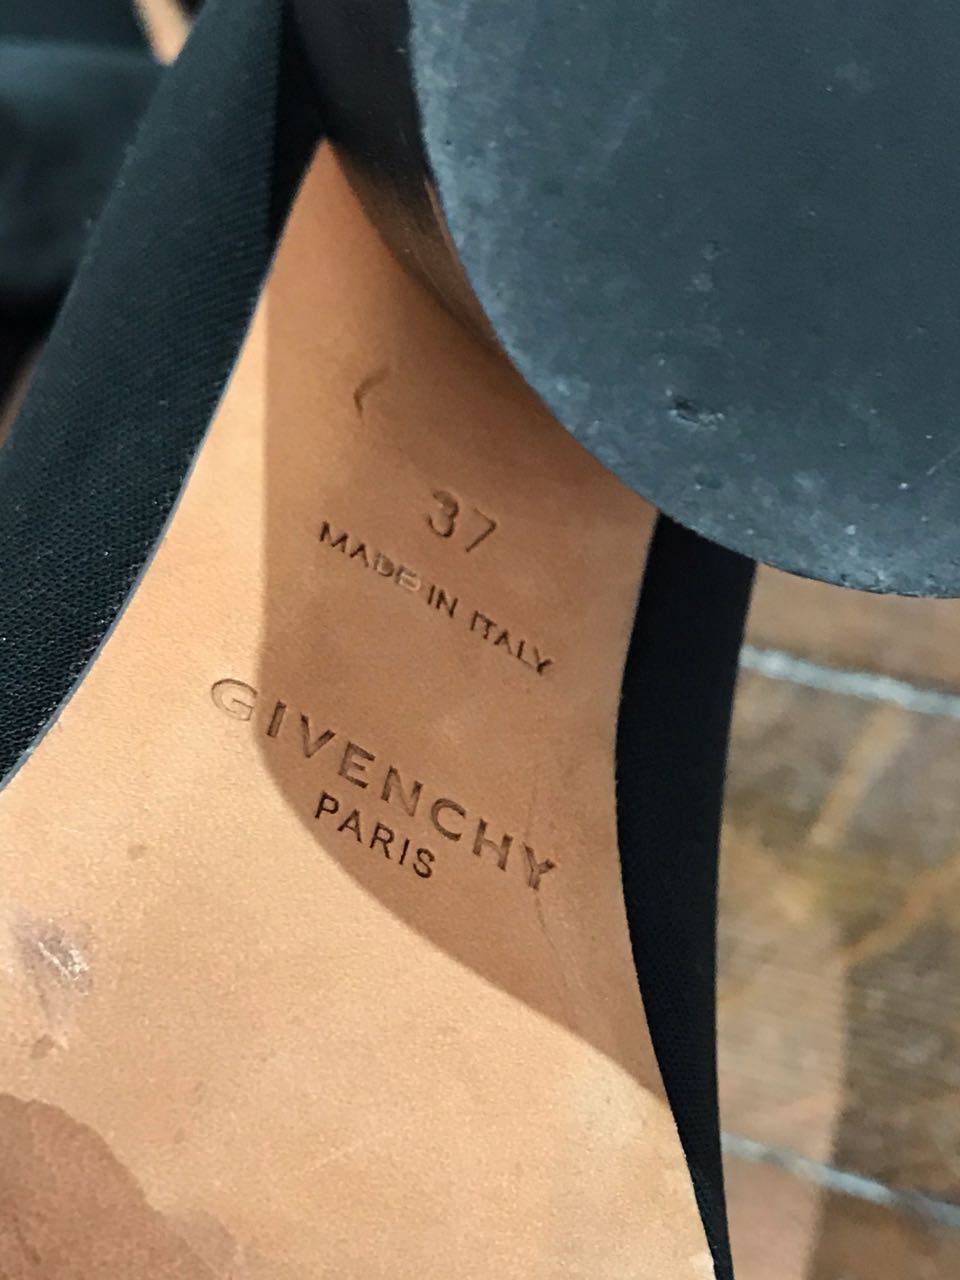 37
MADE IN ITALY
GIVENCHY
PARIS